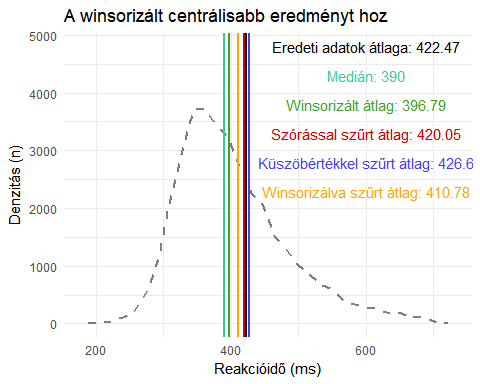 A winsorizált centrálisabb eredményt hoz
5000
4000
3000
2000
1000
0
Denzitás (n)
Eredeti adatok átlaga: 422.47
Medián: 390
Winsorizált átlag: 396.79
Szórással szűrt átlag: 420.05
Küszöbértékkel szűrt átlag: 426.6
Winsorizálva szűrt átlag: 410.78
200 400 600
Reakcióidő (ms)